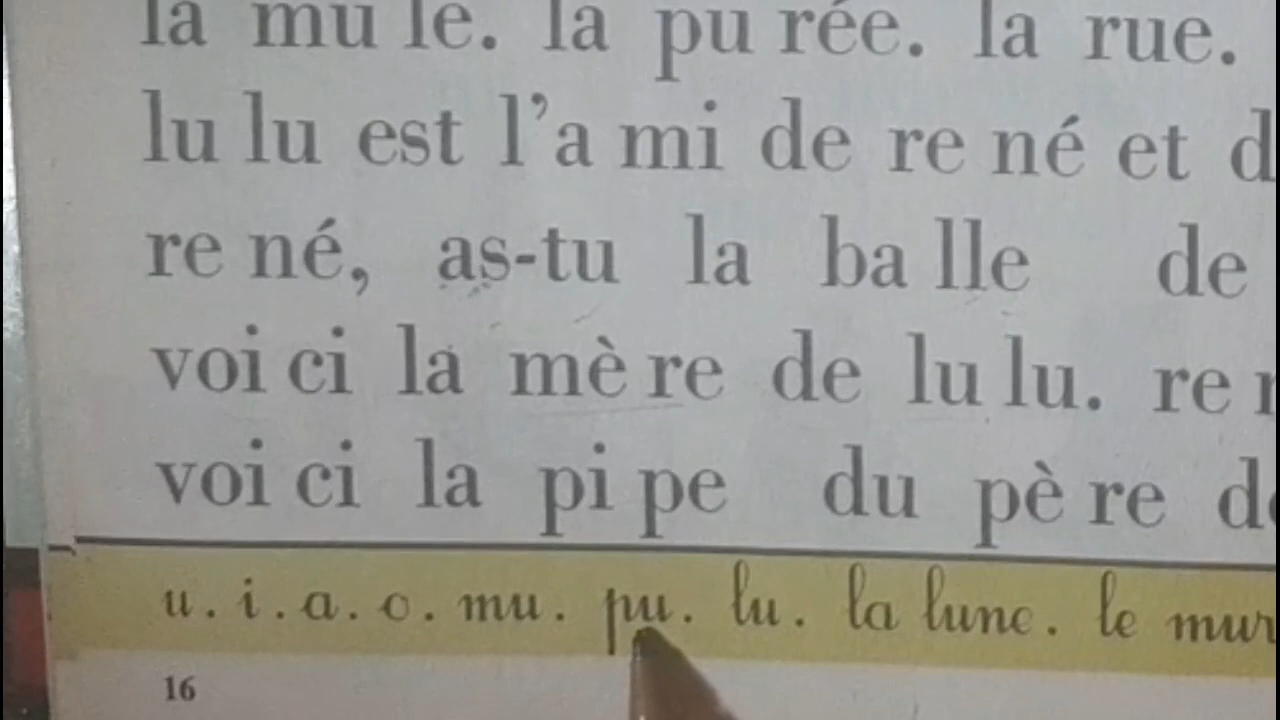 la mu le. la pu rée. la rue.
lu lu est l'a mi de re né et d
re né, as-tu la ba lle de
voi ci la mè re de lu lu. re
voi ci la pi pe du pè re de
u. i. a. o. mu. pu. lu. la lune. le mur
16